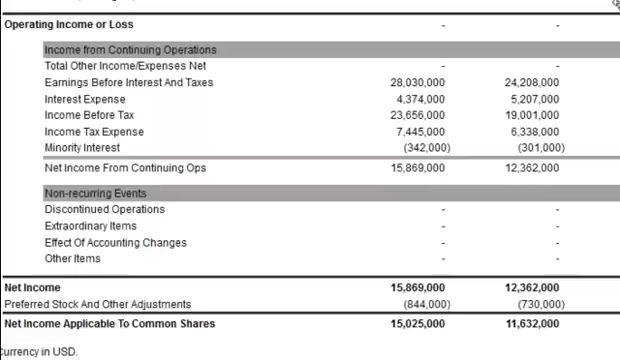 Operating Income or Loss - -
Income from Continuing Operations
Total Other Income/Expenses Net - -
Earnings Before Interest And Taxes 28,030,000 24,208,000
Interest Expense 4,374,000 5,207,000
Income Before Tax 23,656,000 19,001,000
Income Tax Expense 7,445,000 6,338,000
Minority Interest (342,000) (301,000)
Net Income From Continuing Ops 15,869,000 12,362,000
Non-recurring Events
Discontinued Operations - -
Extraordinary Items - -
Effect Of Accounting Changes - -
Other Items - -
Net Income 15,869,000 12,362,000
Preferred Stock And Other Adjustments (844,000) (730,000)
Net Income Applicable To Common Shares 15,025,000 11,632,000
Currency in USD.